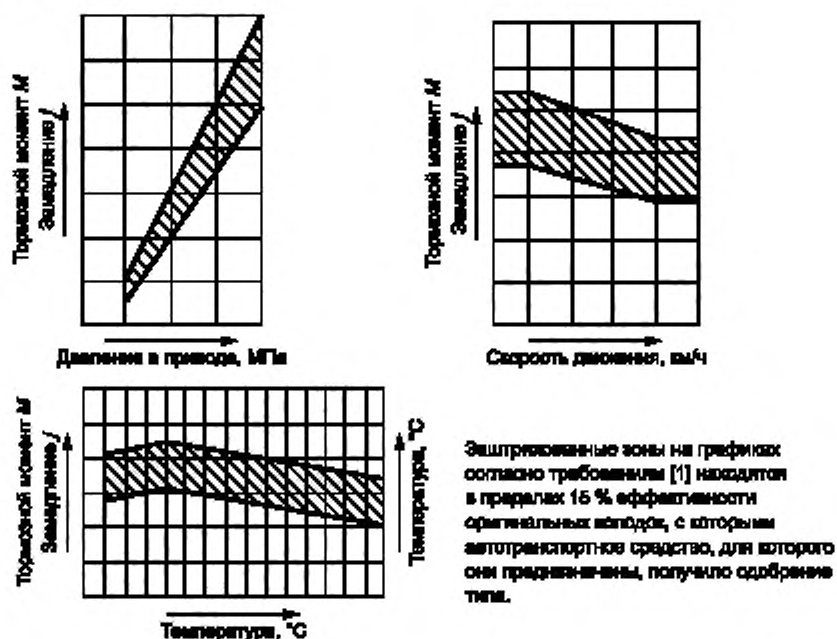 Тормозной момент M
Замедление j
Давление в приводе, МПа
Тормозной момент M
Замедление j
Скорость движения, км/ч
Тормозной момент M
Замедление j
Температура, °С
Температура, °С
Заштрихованные зоны на графиках
согласно требованиям [1] находятся
в пределах 15 % эффективности
оригинальных колодок, с которыми
автотранспортное средство, для которого
они предназначены, получило одобрение
типа.